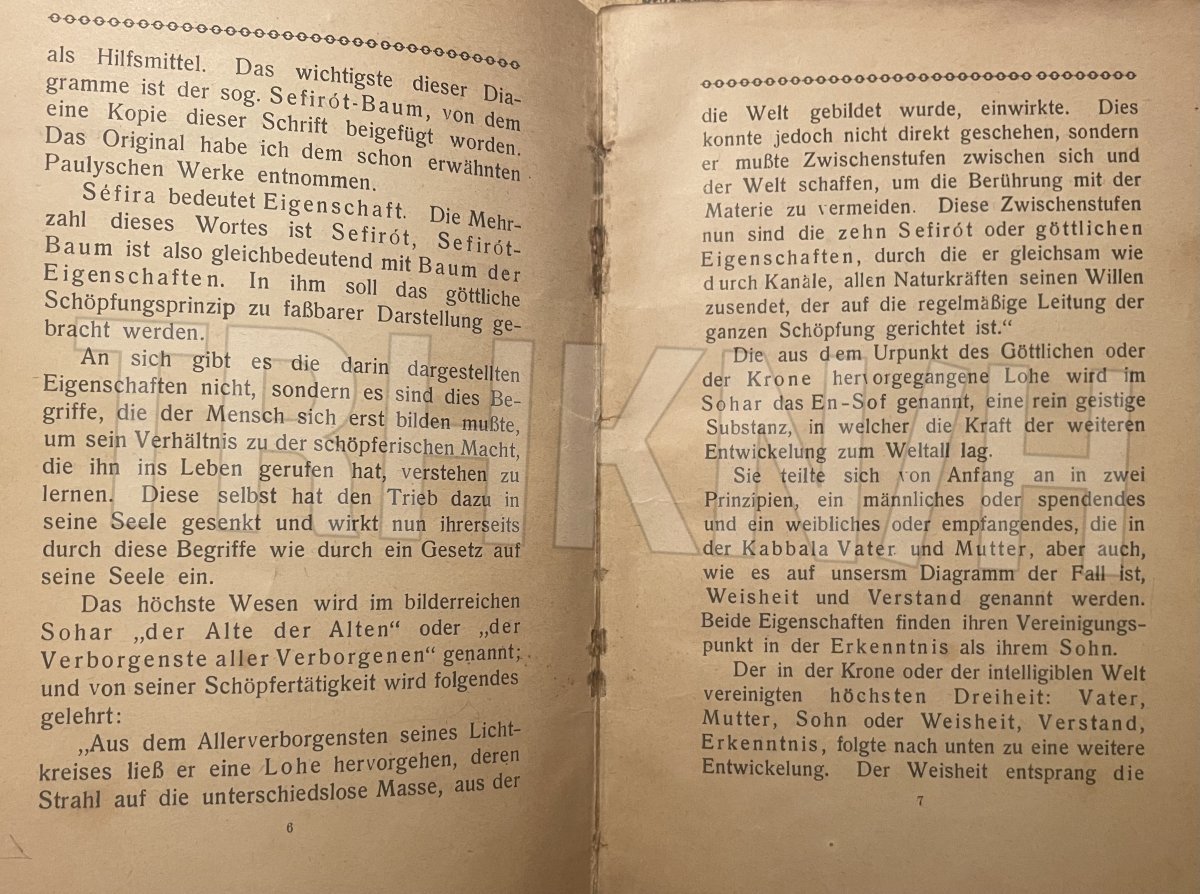 als Hilfsmittel. Das wichtigste dieser Dia-
gramme ist der sog. Sefirót-Baum, von dem
eine Kopie dieser Schrift beigefügt worden.
Das Original habe ich dem schon erwähnten
Paulyschen Werke entnommen.
Séfira bedeutet Eigenschaft. Die Mehr-
zahl dieses Wortes ist Sefirót, Sefirót-
Baum ist also gleichbedeutend mit Baum der
Eigenschaften. In ihm soll das göttliche
Schöpfungsprinzip zu faßbarer Darstellung ge-
bracht werden.
An sich gibt es die darin dargestellten
Eigenschaften nicht, sondern es sind dies Be-
griffe, die der Mensch sich erst bilden mußte,
um sein Verhältnis zu der schöpferischen Macht,
die ihn ins Leben gerufen hat, verstehen zu
lernen. Diese selbst hat den Trieb dazu in
seine Seele gesenkt und wirkt nun ihrerseits
durch diese Begriffe wie durch ein Gesetz auf
seine Seele ein.
Das höchste Wesen wird im bilderreichen
Sohar „der Alte der Alten“ oder „der
Verborgenste aller Verborgenen“ genannt;
und von seiner Schöpfertätigkeit wird folgendes
gelehrt:
„Aus dem Allerverborgensten seines Licht-
kreises ließ er eine Lohe hervorgehen, deren
Strahl auf die unterschiedslose Masse, aus der
6
die Welt gebildet wurde, einwirkte. Dies
konnte jedoch nicht direkt geschehen, sondern
er mußte Zwischenstufen zwischen sich und
der Welt schaffen, um die Berührung mit der
Materie zu vermeiden. Diese Zwischenstufen
nun sind die zehn Sefirót oder göttlichen
Eigenschaften, durch die er gleichsam wie
durch Kanäle, allen Naturkräften seinen Willen
zusendet, der auf die regelmäßige Leitung der
ganzen Schöpfung gerichtet ist.“
Die aus dem Urpunkt des Göttlichen oder
der Krone hervorgegangene Lohe wird im
Sohar das En-Sof genannt, eine rein geistige
Substanz, in welcher die Kraft der weiteren
Entwickelung zum Weltall lag.
Sie teilte sich von Anfang an in zwei
Prinzipien, ein männliches oder spendendes
und ein weibliches oder empfangendes, die in
der Kabbala Vater und Mutter, aber auch,
wie es auf unsersm Diagramm der Fall ist,
Weisheit und Verstand genannt werden.
Beide Eigenschaften finden ihren Vereinigungs-
punkt in der Erkenntnis als ihrem Sohn.
Der in der Krone oder der intelligiblen Welt
vereinigten höchsten Dreiheit: Vater,
Mutter, Sohn oder Weisheit, Verstand,
Erkenntnis, folgte nach unten zu eine weitere
Entwickelung. Der Weisheit entsprang die
7
TRHKNVH